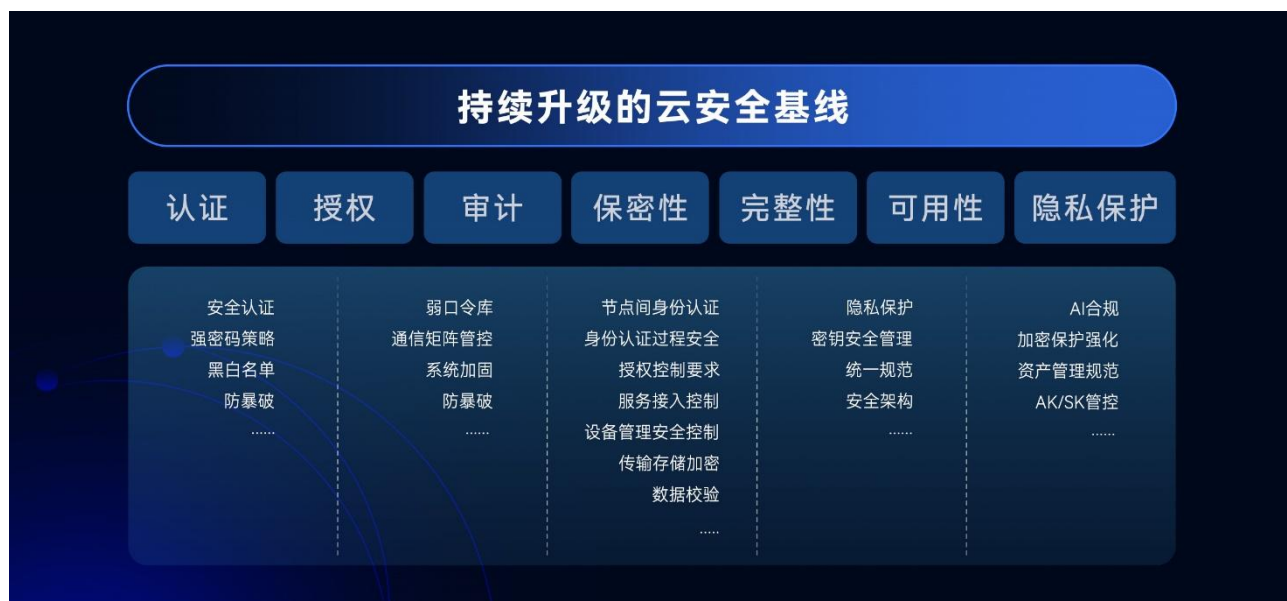 持续升级的云安全基线
认证
授权
审计
保密性
完整性
可用性
隐私保护
安全认证
强密码策略
黑白名单
防暴破
......
弱口令库
通信矩阵管控
系统加固
防暴破
......
节点间身份认证
身份认证过程安全
授权控制要求
服务接入控制
设备管理安全控制
传输存储加密
数据校验
.....
隐私保护
密钥安全管理
统一规范
安全架构
......
AI合规
加密保护强化
资产管理规范
AK/SK管控
......